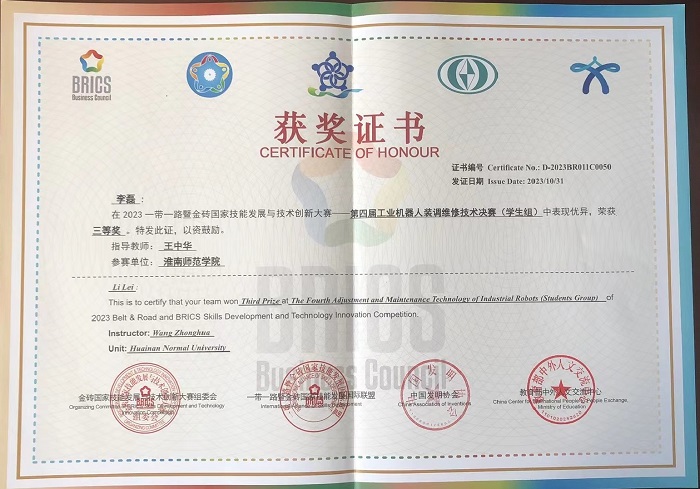 BRICS
Business Council
获奖证书
CERTIFICATE OF HONOUR
证书编号 Certificate No.: D-2023BR011C0050
发证日期 Issue Date: 2023/10/31
李磊：
在 2023 一带一路暨金砖国家技能发展与技术创新大赛——第四届工业机器人装调维修技术决赛（学生组）中表现优异，荣获
三等奖 。特发此证，以资鼓励。
指导教师： 王中华
参赛单位： 淮南师范学院
Li Lei :
This is to certify that your team won Third Prize at The Fourth Adjustment and Maintenance Technology of Industrial Robots (Students Group) of
2023 Belt & Road and BRICS Skills Development and Technology Innovation Competition.
Instructor: Wang Zhonghua
Unit: Huainan Normal University
BRICS
Business Council
金砖国家技能发展与技术创新大赛组委会
Organizing Committee Skills Development and Technology
Innovation Competition
一带一路暨金砖国家技能发展国际联盟
中国发明协会
China Association of Inventions
教育部中外人文交流中心
China Center for International People-to-People Exchange,
Ministry of Education